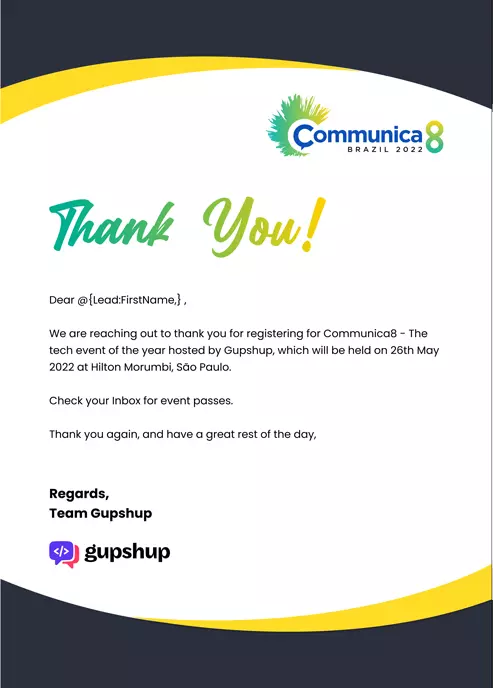 Communica8
BRAZIL 2022
Thank You!
Dear @{Lead:FirstName,} ,
We are reaching out to thank you for registering for Communica8 - The
tech event of the year hosted by Gupshup, which will be held on 26th May
2022 at Hilton Morumbi, São Paulo.
Check your Inbox for event passes.
Thank you again, and have a great rest of the day,
Regards,
Team Gupshup
</> gupshup